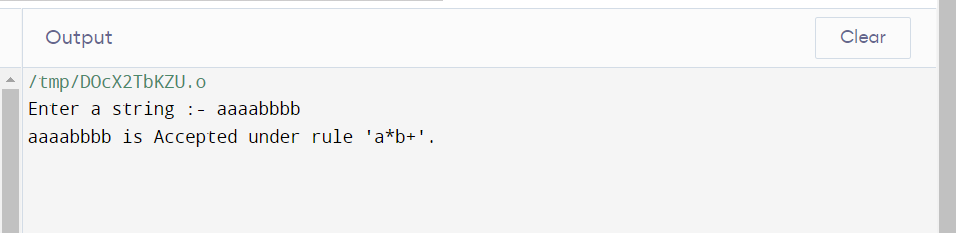 Output
Clear
/tmp/DOcX2TbKZU.o
Enter a string :- aaaabbbb
aaaabbbb is Accepted under rule 'a*b+'.